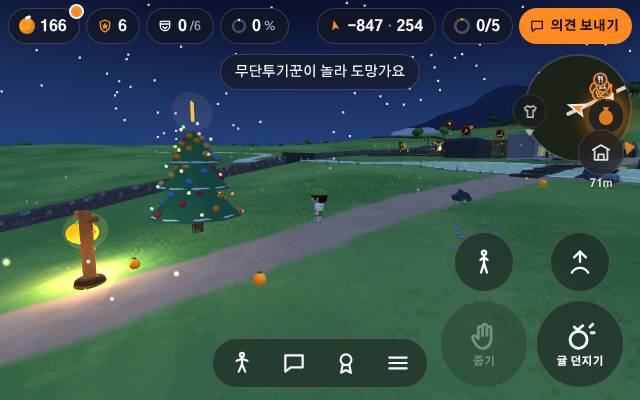 166
6
0/6
0 %
−847 · 254
0/5
의견 보내기
무단투기꾼이 놀라 도망가요
71m
줍기
귤 던지기